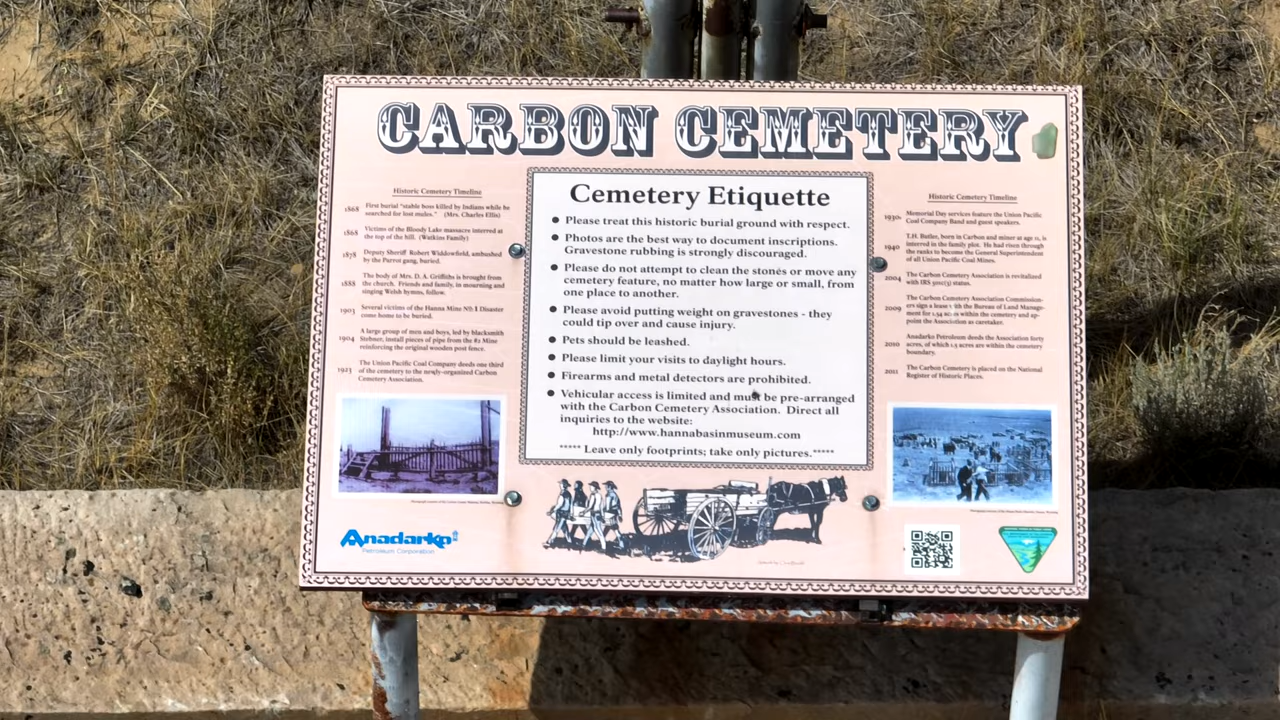 CARBON CEMETERY
Historic Cemetery Timeline
1868 First burial "stable boss killed by Indians while he
searched for lost mules." (Mrs. Charles Ellis)
1868 Victims of the Bloody Lake massacre interred at
the top of the hill. (Watkins Family)
1878 Deputy Sheriff Robert Widdowfield, ambushed
by the Parrot gang, buried.
1888 The body of Mrs. D. A. Griffiths is brought from
the church. Friends and family, in mourning and
singing Welsh hymns, follow.
1903 Several victims of the Hanna Mine No. 1 Disaster
come home to be buried.
1904 A large group of men and boys, led by blacksmith
Stebner, install pieces of pipe from the #2 Mine
reinforcing the original wooden post fence.
1923 The Union Pacific Coal Company deeds one third
of the cemetery to the newly-organized Carbon
Cemetery Association.
Cemetery Etiquette
● Please treat this historic burial ground with respect.
● Photos are the best way to document inscriptions.
Gravestone rubbing is strongly discouraged.
● Please do not attempt to clean the stones or move any
cemetery feature, no matter how large or small, from
one place to another.
● Please avoid putting weight on gravestones - they
could tip over and cause injury.
● Pets should be leashed.
● Please limit your visits to daylight hours.
● Firearms and metal detectors are prohibited.
● Vehicular access is limited and must be pre-arranged
with the Carbon Cemetery Association. Direct all
inquiries to the website:
http://www.hannabasinmuseum.com
***** Leave only footprints; take only pictures.*****
Historic Cemetery Timeline
1930s Memorial Day services feature the Union Pacific
Coal Company Band and guest speakers.
1940 T.H. Butler, born in Carbon and miner at age 11, is
interred in the family plot. He had risen through
the ranks to become the General Superintendent
of all Union Pacific Coal Mines.
2004 The Carbon Cemetery Association is revitalized
with IRS 501c(3) status.
2009 The Carbon Cemetery Association Commission-
ers sign a lease with the Bureau of Land Manage-
ment for 1.54 acres within the cemetery and ap-
point the Association as caretaker.
2010 Anadarko Petroleum deeds the Association forty
acres, of which 1.5 acres are within the cemetery
boundary.
2011 The Carbon Cemetery is placed on the National
Register of Historic Places.
Anadarko
Petroleum Corporation